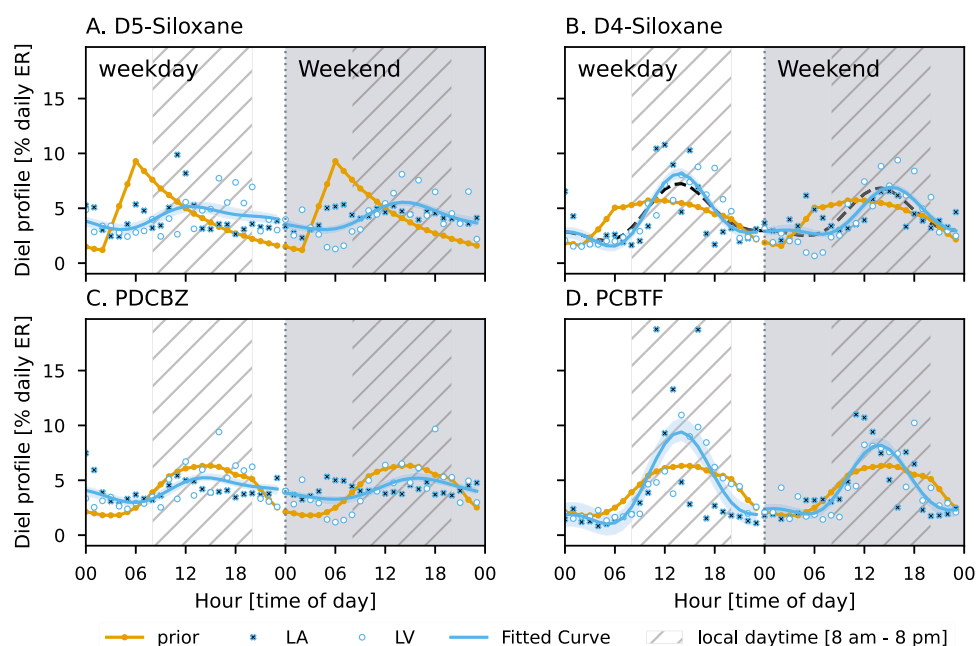 A. D5-Siloxane
B. D4-Siloxane
weekday
Weekend
weekday
Weekend
Diel profile [% daily ER]
15
10
5
0
C. PDCBZ
D. PCBTF
Diel profile [% daily ER]
15
10
5
0
00 06 12 18 00 06 12 18 00
00 06 12 18 00 06 12 18 00
Hour [time of day]
Hour [time of day]
prior LA LV Fitted Curve local daytime [8 am - 8 pm]